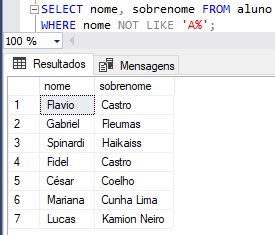 SELECT nome, sobrenome FROM aluno
WHERE nome NOT LIKE 'A%';
100 %
Resultados Mensagens
nome sobrenome
1 Flavio Castro
2 Gabriel Fleumas
3 Spinardi Haikaiss
4 Fidel Castro
5 César Coelho
6 Mariana Cunha Lima
7 Lucas Kamion Neiro